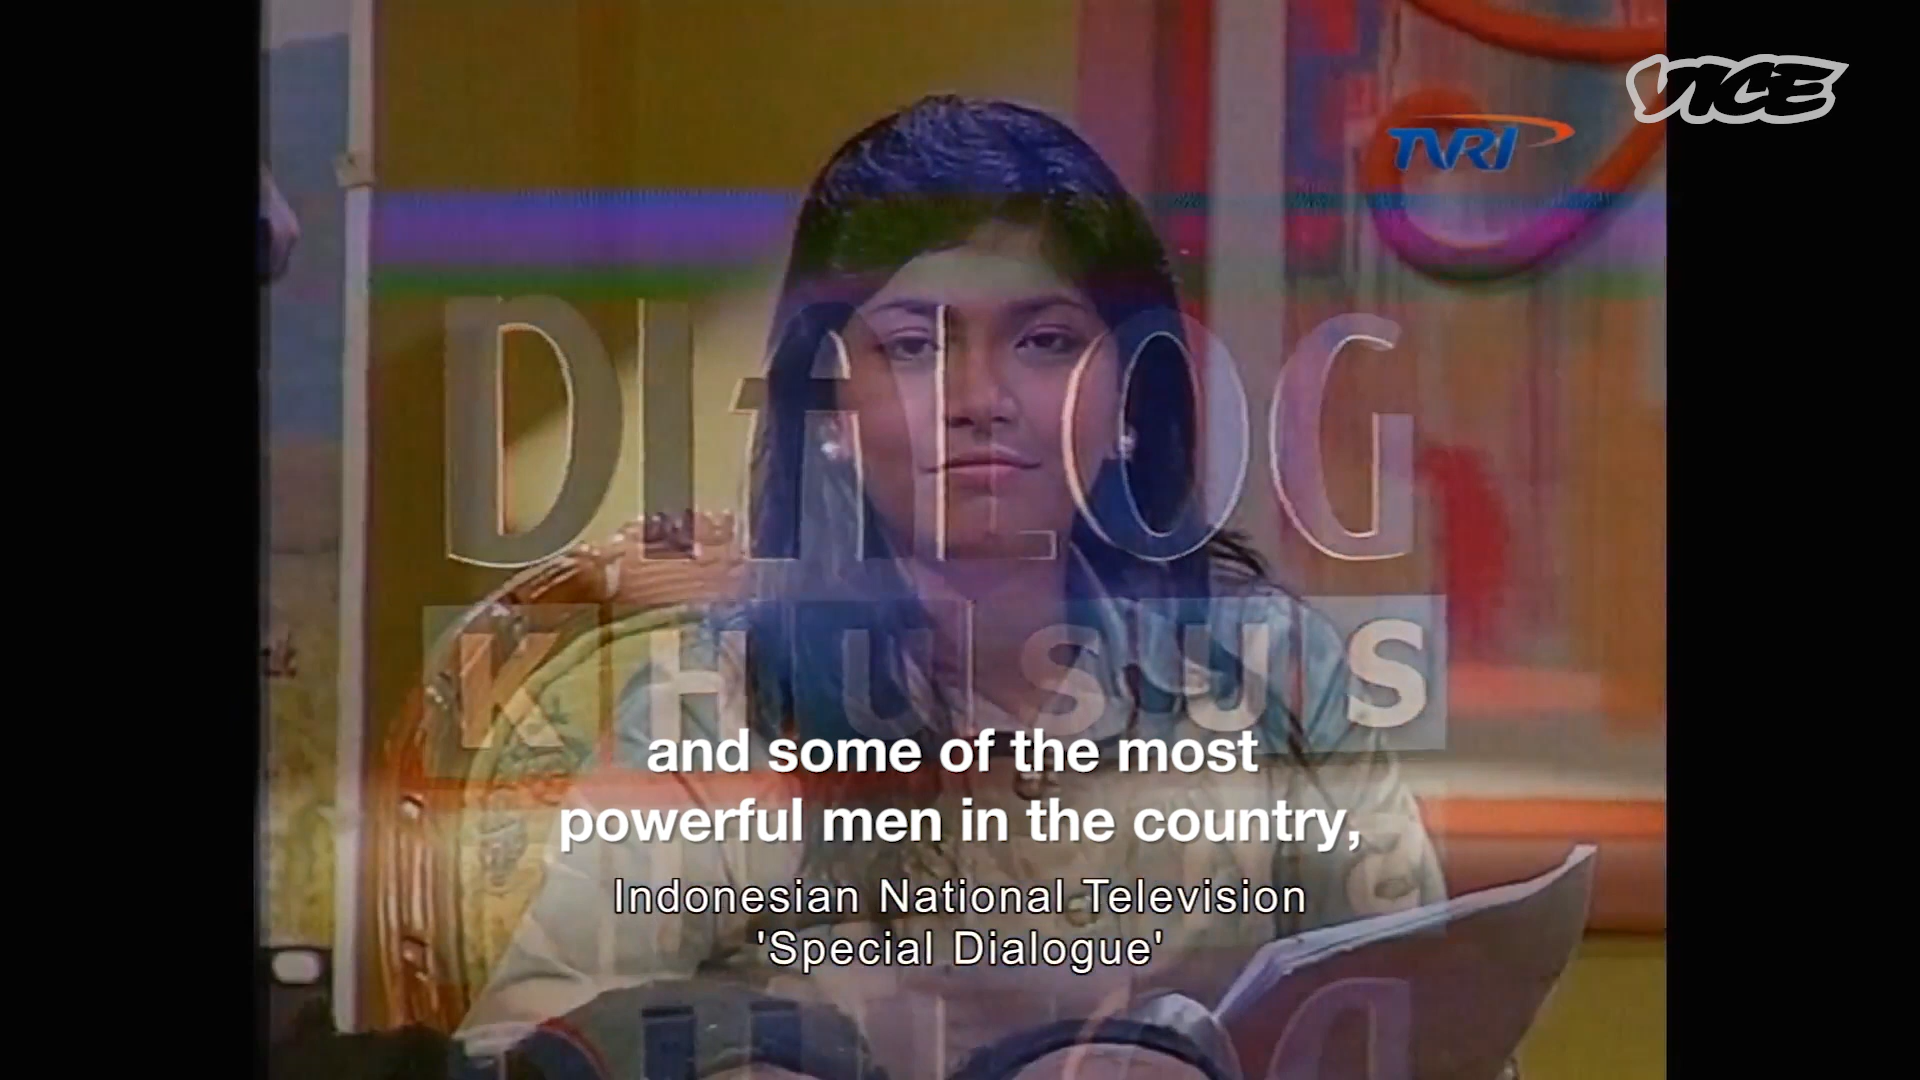 VICE
TVRI
DIALOG
KHUSUS
and some of the most
powerful men in the country,
Indonesian National Television
'Special Dialogue'